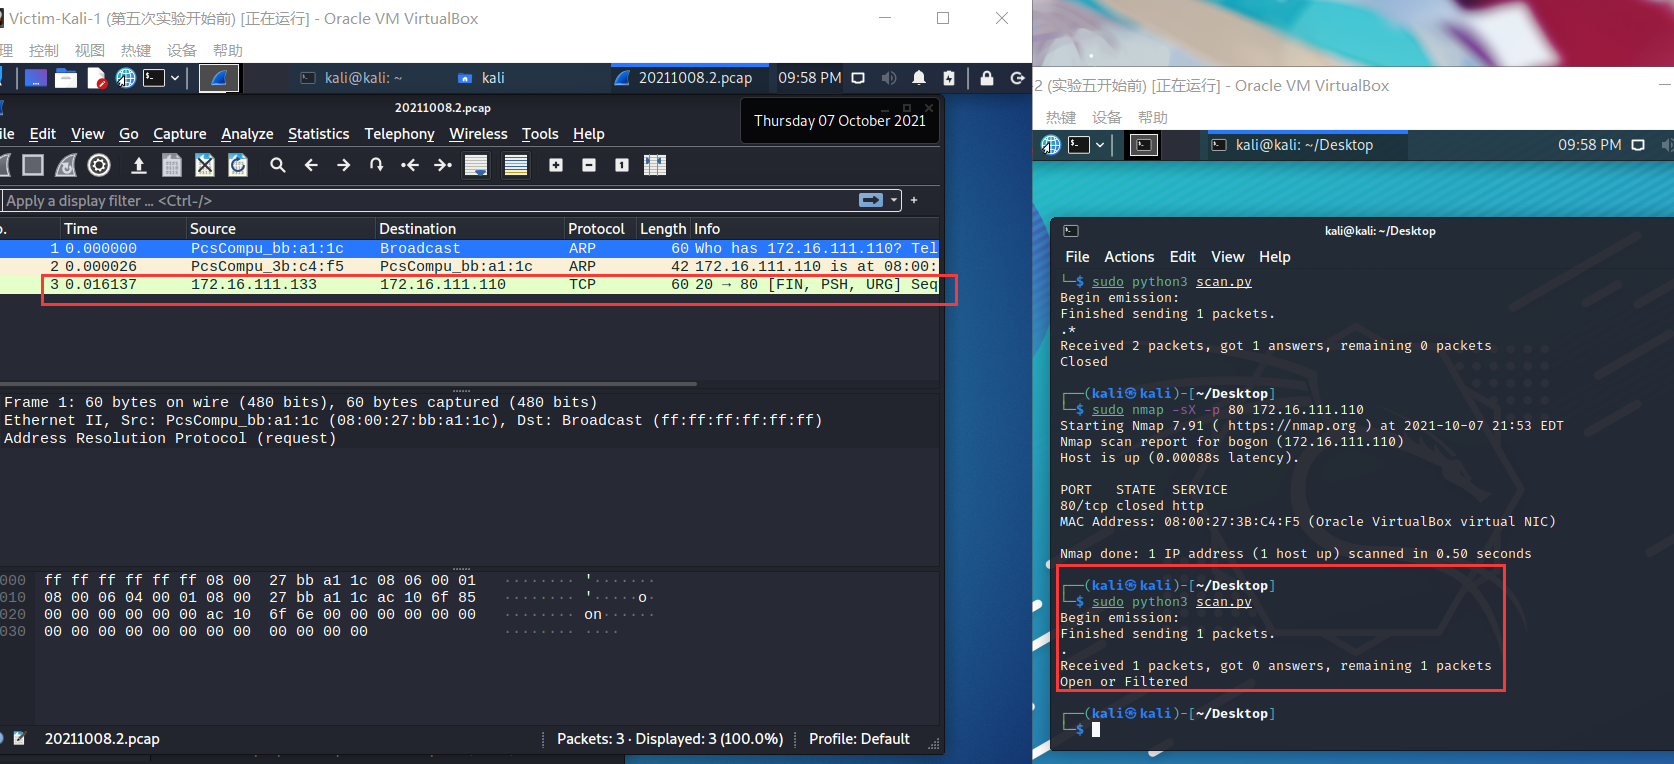 Victim-Kali-1 (第五次实验开始前) [正在运行] - Oracle VM VirtualBox
理 控制 视图 热键 设备 帮助
kali@kali: ~
kali
20211008.2.pcap
09:58 PM
20211008.2.pcap
Thursday 07 October 2021
ile Edit View Go Capture Analyze Statistics Telephony Wireless Tools Help
Apply a display filter ... <Ctrl-/>
o. Time Source Destination Protocol Length Info
1 0.000000 PcsCompu_bb:a1:1c Broadcast ARP 60 Who has 172.16.111.110? Tel
2 0.000026 PcsCompu_3b:c4:f5 PcsCompu_bb:a1:1c ARP 42 172.16.111.110 is at 08:00:
3 0.016137 172.16.111.133 172.16.111.110 TCP 60 20 → 80 [FIN, PSH, URG] Seq
Frame 1: 60 bytes on wire (480 bits), 60 bytes captured (480 bits)
Ethernet II, Src: PcsCompu_bb:a1:1c (08:00:27:bb:a1:1c), Dst: Broadcast (ff:ff:ff:ff:ff:ff)
Address Resolution Protocol (request)
000 ff ff ff ff ff ff 08 00 27 bb a1 1c 08 06 00 01 ········ '·······
010 08 00 06 04 00 01 08 00 27 bb a1 1c ac 10 6f 85 ········ '·····o·
020 00 00 00 00 00 00 ac 10 6f 6e 00 00 00 00 00 00 ········ on······
030 00 00 00 00 00 00 00 00 00 00 00 00 ········ ····
20211008.2.pcap
Packets: 3 · Displayed: 3 (100.0%)
Profile: Default
2 (实验五开始前) [正在运行] - Oracle VM VirtualBox
热键 设备 帮助
kali@kali: ~/Desktop
09:58 PM
kali@kali: ~/Desktop
File Actions Edit View Help
└─$ sudo python3 scan.py
Begin emission:
Finished sending 1 packets.
.*
Received 2 packets, got 1 answers, remaining 0 packets
Closed
┌──(kali㉿kali)-[~/Desktop]
└─$ sudo nmap -sX -p 80 172.16.111.110
Starting Nmap 7.91 ( https://nmap.org ) at 2021-10-07 21:53 EDT
Nmap scan report for bogon (172.16.111.110)
Host is up (0.00088s latency).
PORT STATE SERVICE
80/tcp closed http
MAC Address: 08:00:27:3B:C4:F5 (Oracle VirtualBox virtual NIC)
Nmap done: 1 IP address (1 host up) scanned in 0.50 seconds
┌──(kali㉿kali)-[~/Desktop]
└─$ sudo python3 scan.py
Begin emission:
Finished sending 1 packets.
.
Received 1 packets, got 0 answers, remaining 1 packets
Open or Filtered
┌──(kali㉿kali)-[~/Desktop]
└─$